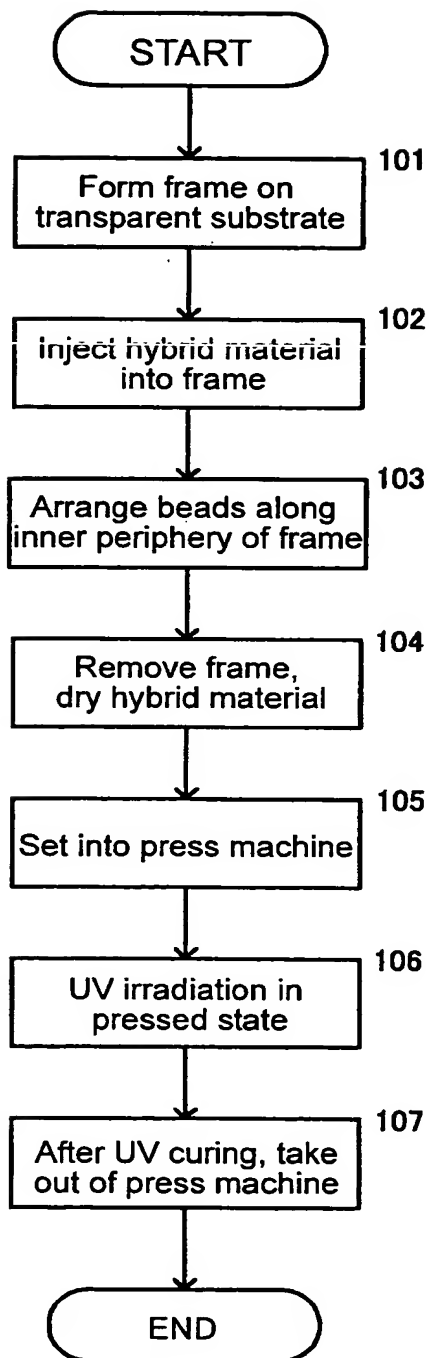 START
101
Form frame on
transparent substrate
102
Inject hybrid material
into frame
103
Arrange beads along
inner periphery of frame
104
Remove frame,
dry hybrid material
105
Set into press machine
106
UV irradiation in
pressed state
107
After UV curing, take
out of press machine
END